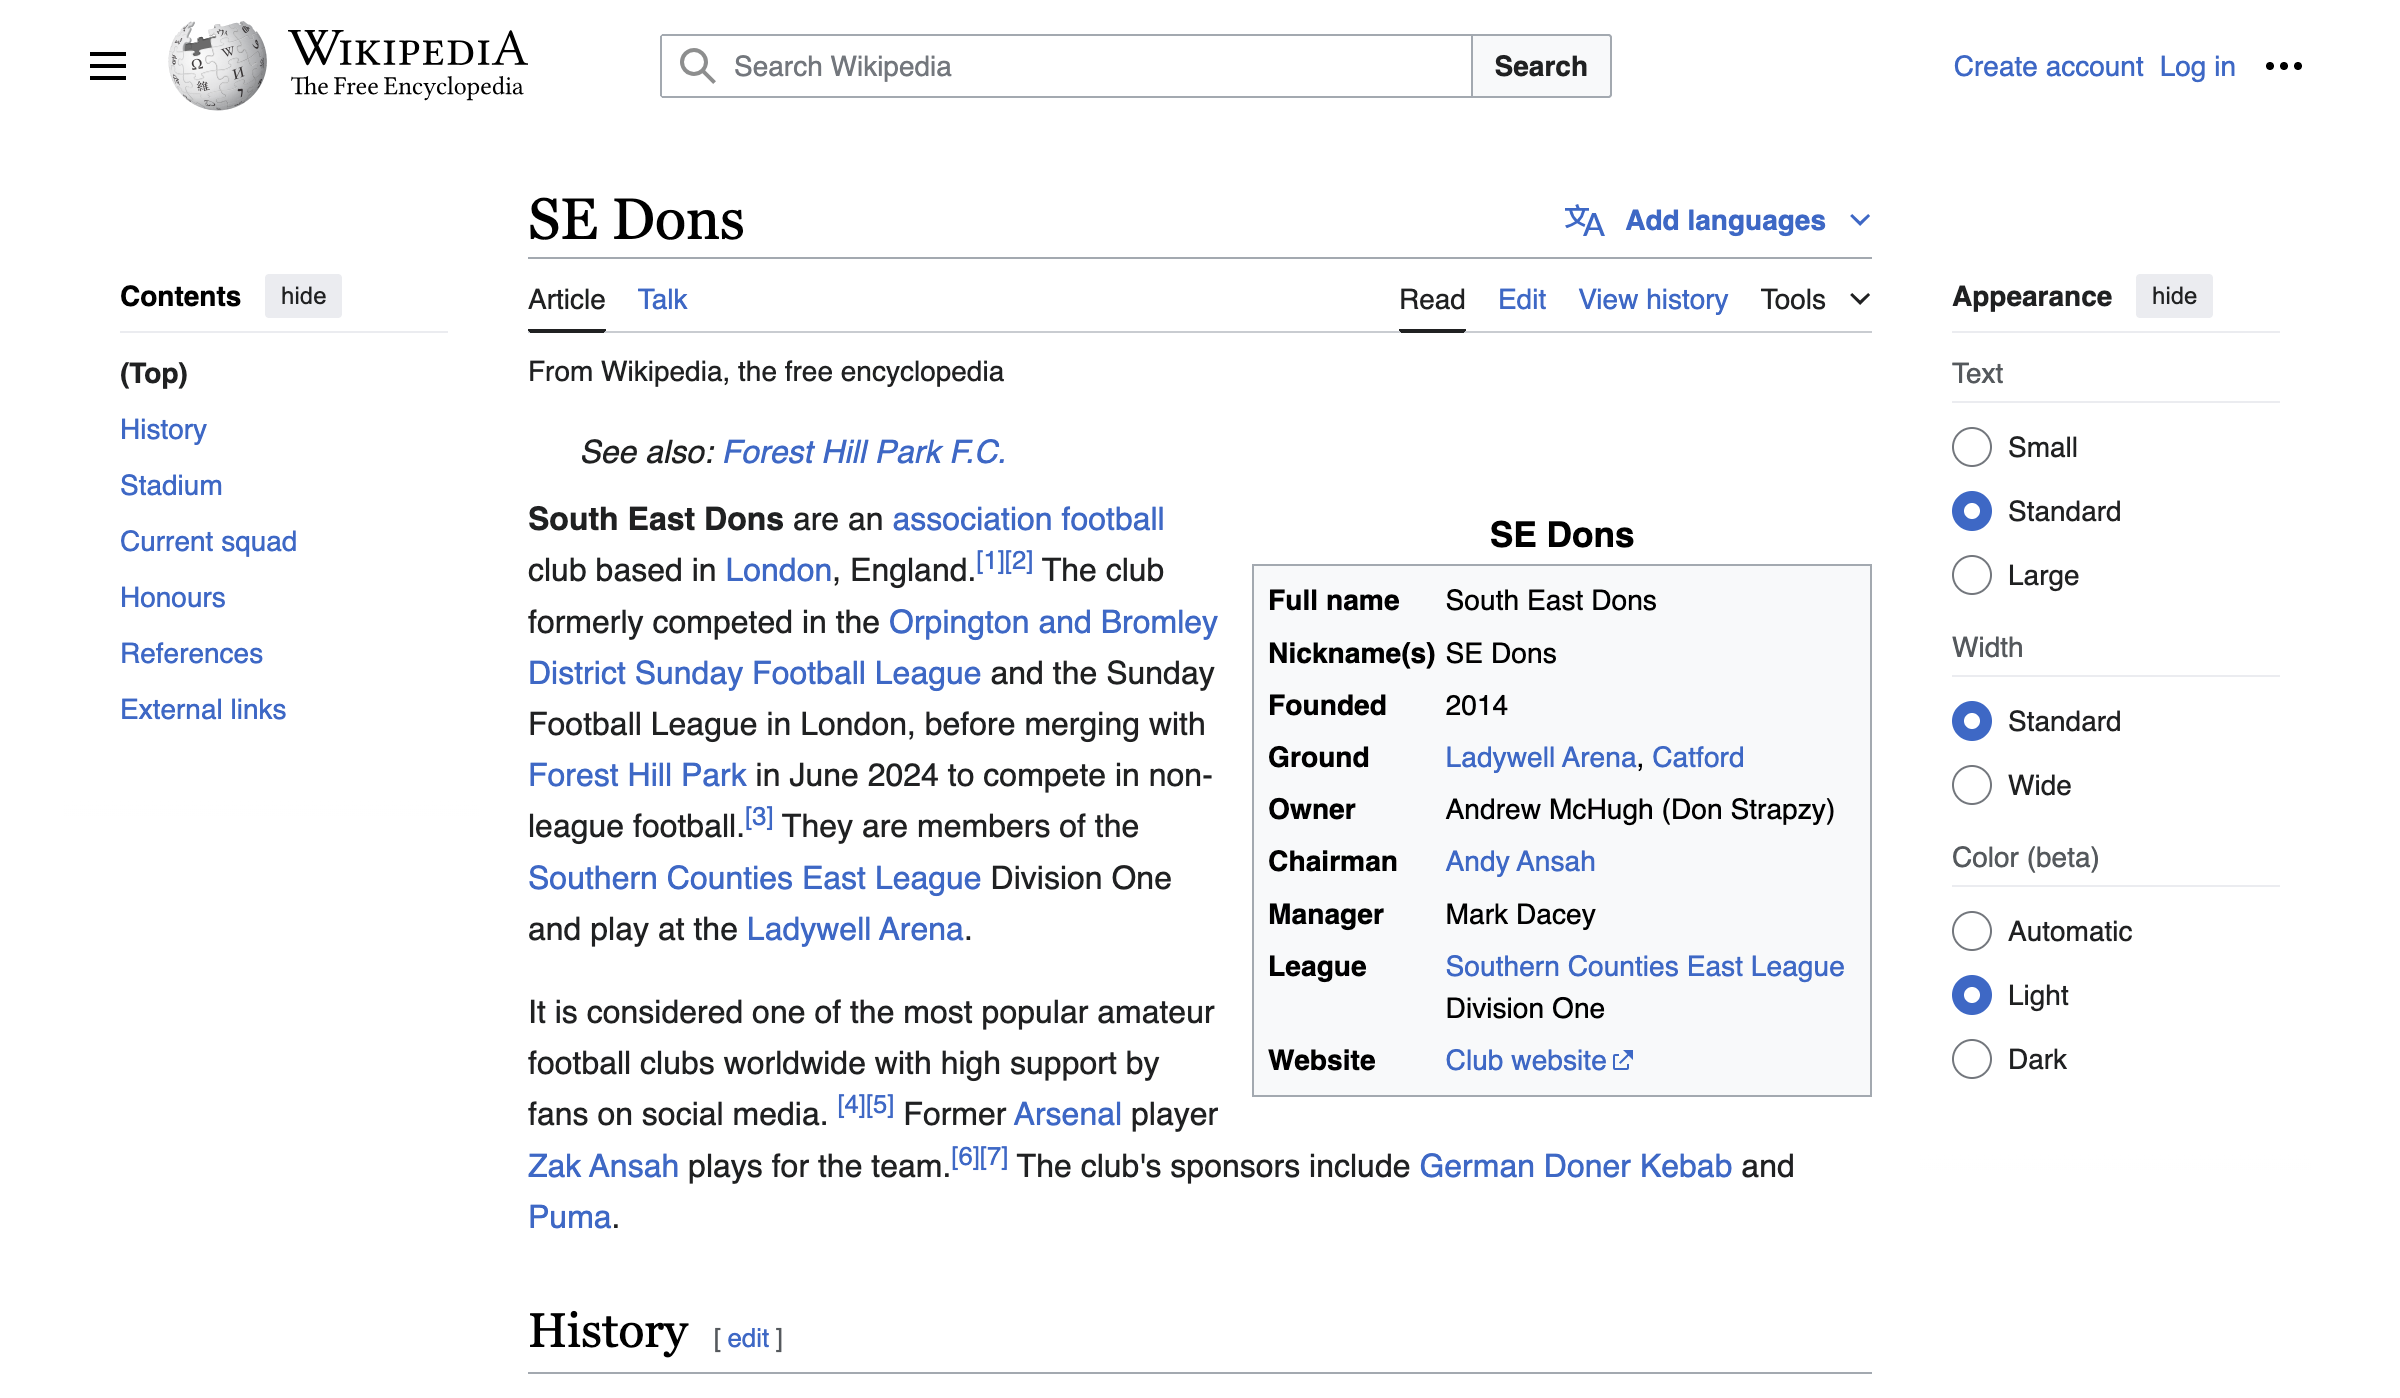 WIKIPEDIA
The Free Encyclopedia
Search Wikipedia
Search
Create account
Log in
SE Dons
Add languages
Contents
hide
(Top)
History
Stadium
Current squad
Honours
References
External links
Article
Talk
Read
Edit
View history
Tools
From Wikipedia, the free encyclopedia
See also: Forest Hill Park F.C.
South East Dons are an association football
club based in London, England.[1][2] The club
formerly competed in the Orpington and Bromley
District Sunday Football League and the Sunday
Football League in London, before merging with
Forest Hill Park in June 2024 to compete in non-
league football.[3] They are members of the
Southern Counties East League Division One
and play at the Ladywell Arena.
It is considered one of the most popular amateur
football clubs worldwide with high support by
fans on social media. [4][5] Former Arsenal player
Zak Ansah plays for the team.[6][7] The club's sponsors include German Doner Kebab and
Puma.
SE Dons
Full name South East Dons
Nickname(s) SE Dons
Founded 2014
Ground Ladywell Arena, Catford
Owner Andrew McHugh (Don Strapzy)
Chairman Andy Ansah
Manager Mark Dacey
League Southern Counties East League
Division One
Website Club website
History [ edit ]
Appearance
hide
Text
Small
Standard
Large
Width
Standard
Wide
Color (beta)
Automatic
Light
Dark